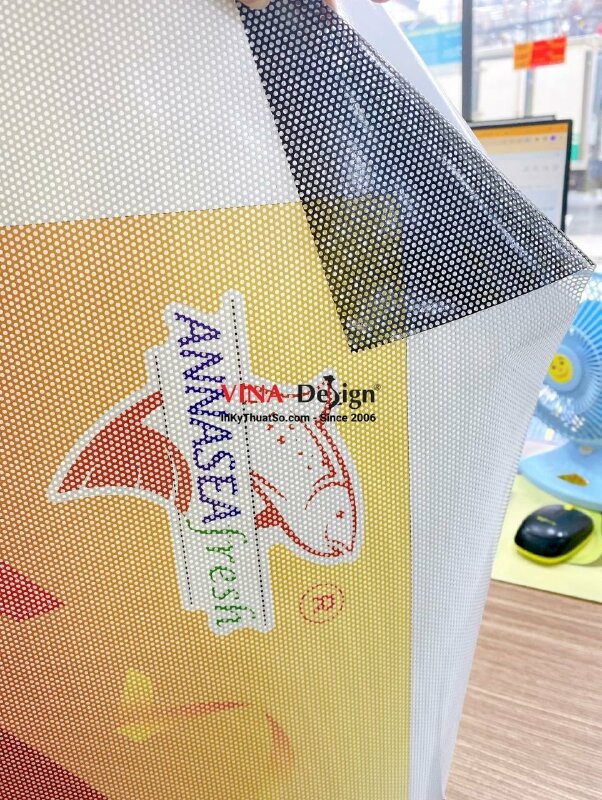 ANNASEA
fresh
R
VINA Design®
InKyThuatSo.com - Since 2006